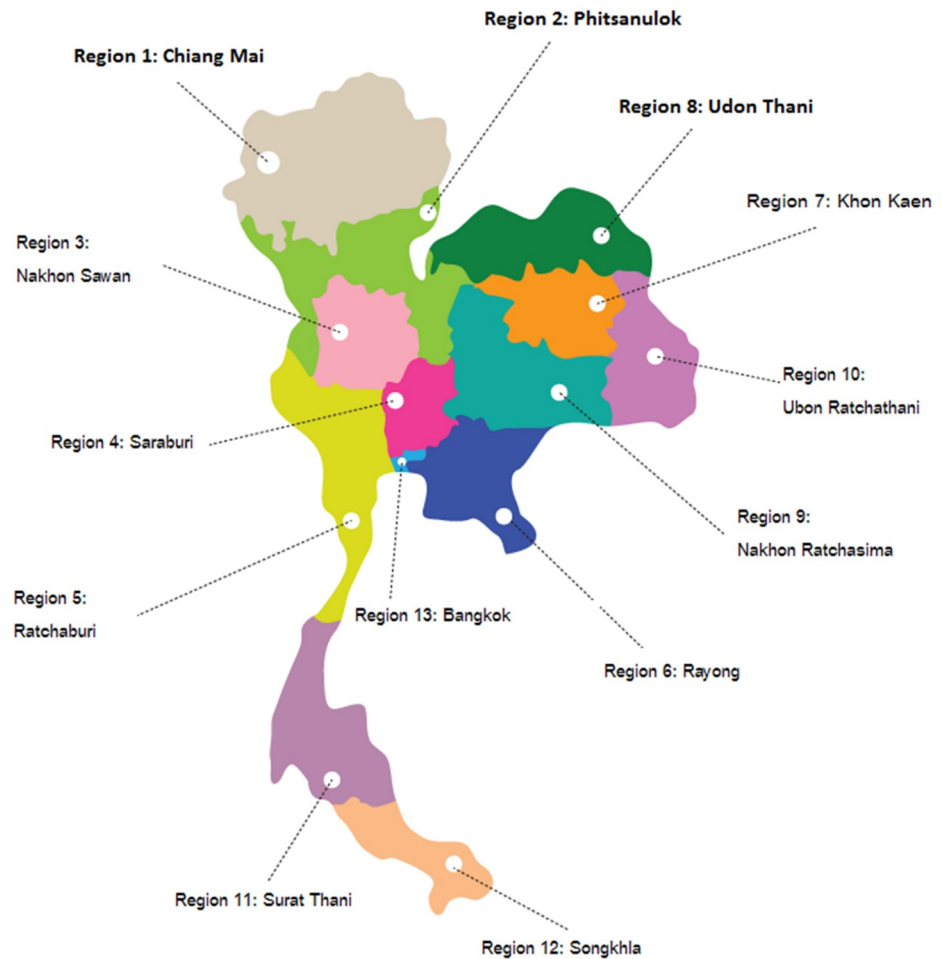 Region 2: Phitsanulok
Region 1: Chiang Mai
Region 8: Udon Thani
Region 7: Khon Kaen
Region 3:
Nakhon Sawan
Region 10:
Ubon Ratchathani
Region 4: Saraburi
Region 9:
Nakhon Ratchasima
Region 5:
Ratchaburi
Region 13: Bangkok
Region 6: Rayong
Region 11: Surat Thani
Region 12: Songkhla